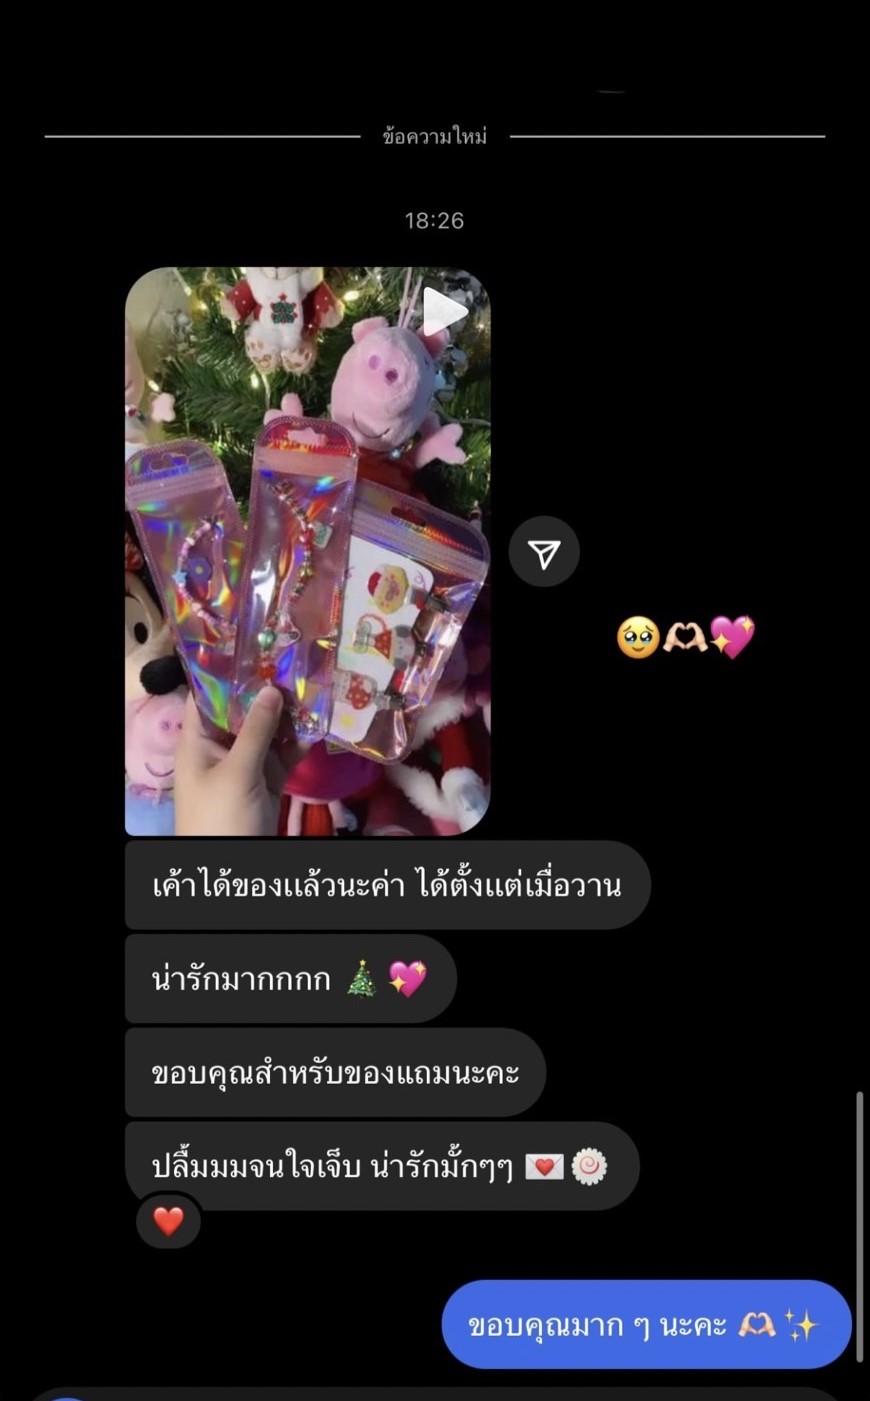 ข้อความใหม่
18:26
🥹🫶🏻💖
เค้าได้ของแล้วนะค่า ได้ตั้งแต่เมื่อวาน
น่ารักมากกกก 🎄💖
ขอบคุณสำหรับของแถมนะคะ
ปลื้มมมจนใจเจ็บ น่ารักมั้กๆๆ 💌🍥
❤️
ขอบคุณมาก ๆ นะคะ 🫶🏻✨